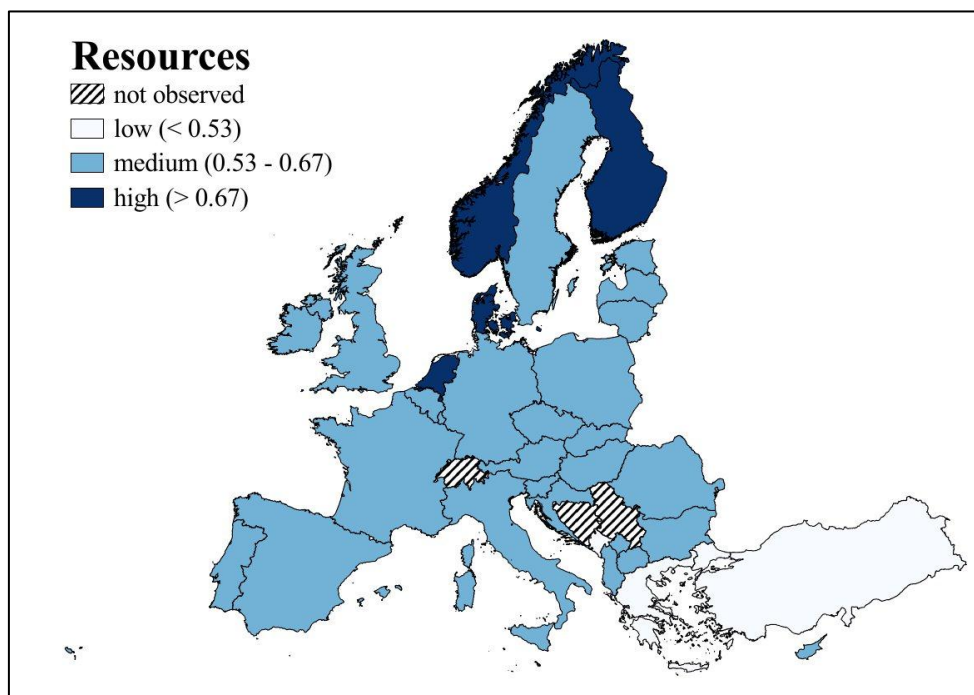 Resources
not observed
low (< 0.53)
medium (0.53 - 0.67)
high (> 0.67)